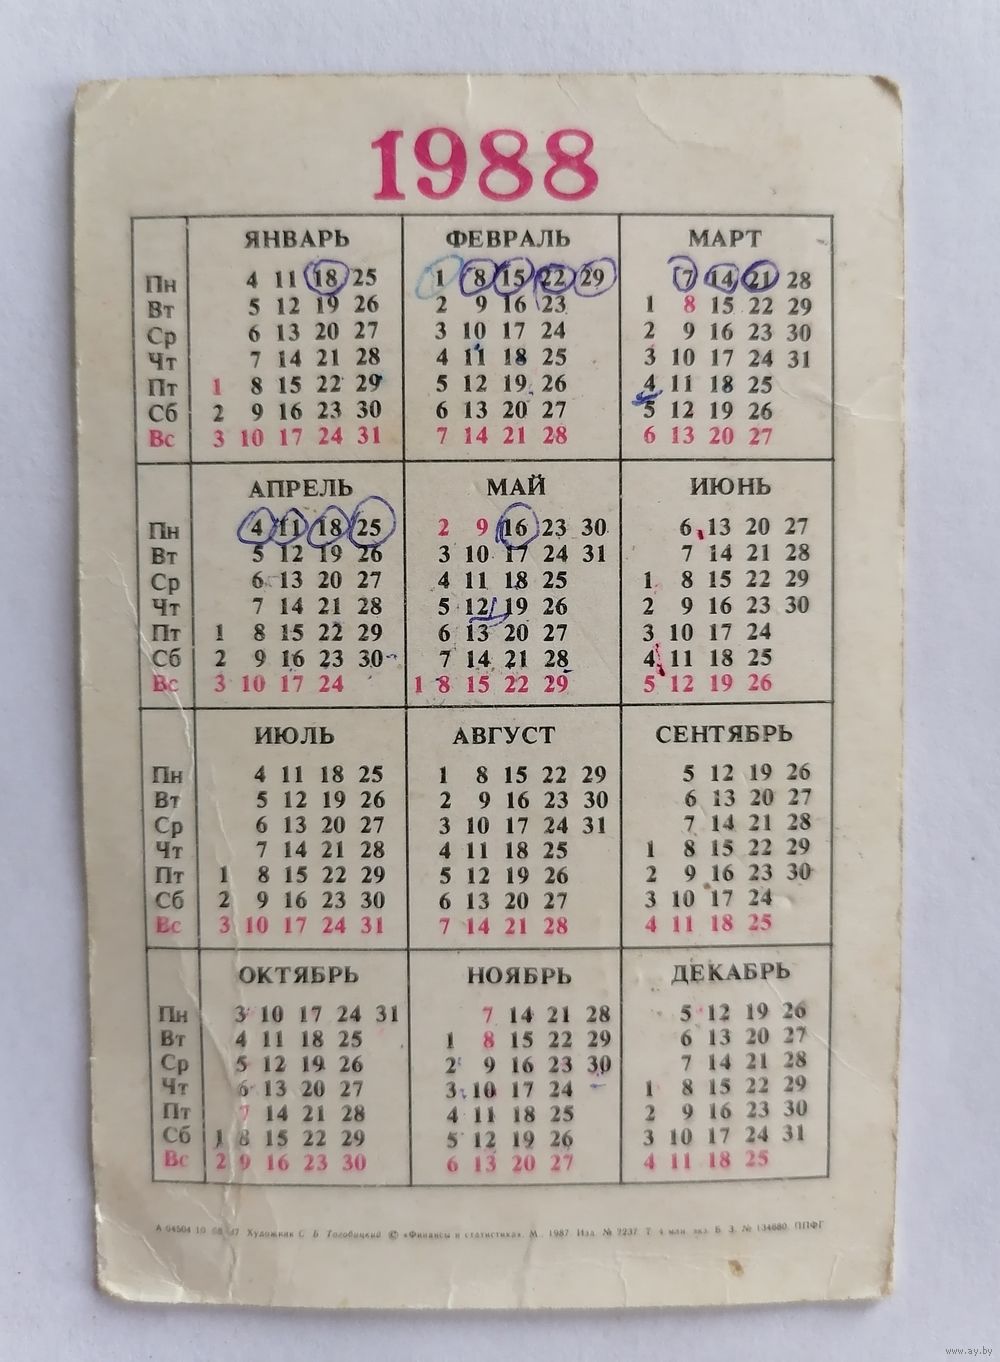 1988
ЯНВАРЬ ФЕВРАЛЬ МАРТ
Пн 4 11 18 25 1 8 15 22 29 7 14 21 28
Вт 5 12 19 26 2 9 16 23 1 8 15 22 29
Ср 6 13 20 27 3 10 17 24 2 9 16 23 30
Чт 7 14 21 28 4 11 18 25 3 10 17 24 31
Пт 1 8 15 22 29 5 12 19 26 4 11 18 25
Сб 2 9 16 23 30 6 13 20 27 5 12 19 26
Вс 3 10 17 24 31 7 14 21 28 6 13 20 27
АПРЕЛЬ МАЙ ИЮНЬ
Пн 4 11 18 25 2 9 16 23 30 6 13 20 27
Вт 5 12 19 26 3 10 17 24 31 7 14 21 28
Ср 6 13 20 27 4 11 18 25 1 8 15 22 29
Чт 7 14 21 28 5 12 19 26 2 9 16 23 30
Пт 1 8 15 22 29 6 13 20 27 3 10 17 24
Сб 2 9 16 23 30 7 14 21 28 4 11 18 25
Вс 3 10 17 24 1 8 15 22 29 5 12 19 26
ИЮЛЬ АВГУСТ СЕНТЯБРЬ
Пн 4 11 18 25 1 8 15 22 29 5 12 19 26
Вт 5 12 19 26 2 9 16 23 30 6 13 20 27
Ср 6 13 20 27 3 10 17 24 31 7 14 21 28
Чт 7 14 21 28 4 11 18 25 1 8 15 22 29
Пт 1 8 15 22 29 5 12 19 26 2 9 16 23 30
Сб 2 9 16 23 30 6 13 20 27 3 10 17 24
Вс 3 10 17 24 31 7 14 21 28 4 11 18 25
ОКТЯБРЬ НОЯБРЬ ДЕКАБРЬ
Пн 3 10 17 24 31 7 14 21 28 5 12 19 26
Вт 4 11 18 25 1 8 15 22 29 6 13 20 27
Ср 5 12 19 26 2 9 16 23 30 7 14 21 28
Чт 6 13 20 27 3 10 17 24 1 8 15 22 29
Пт 7 14 21 28 4 11 18 25 2 9 16 23 30
Сб 1 8 15 22 29 5 12 19 26 3 10 17 24 31
Вс 2 9 16 23 30 6 13 20 27 4 11 18 25
А 04504 10 Художник С. Б. © «Финансы и статистика», М., 1987 Изд. № 2237 Т. 4 млн. экз. Б. З. № 134680. ППФГ
www.ay.by